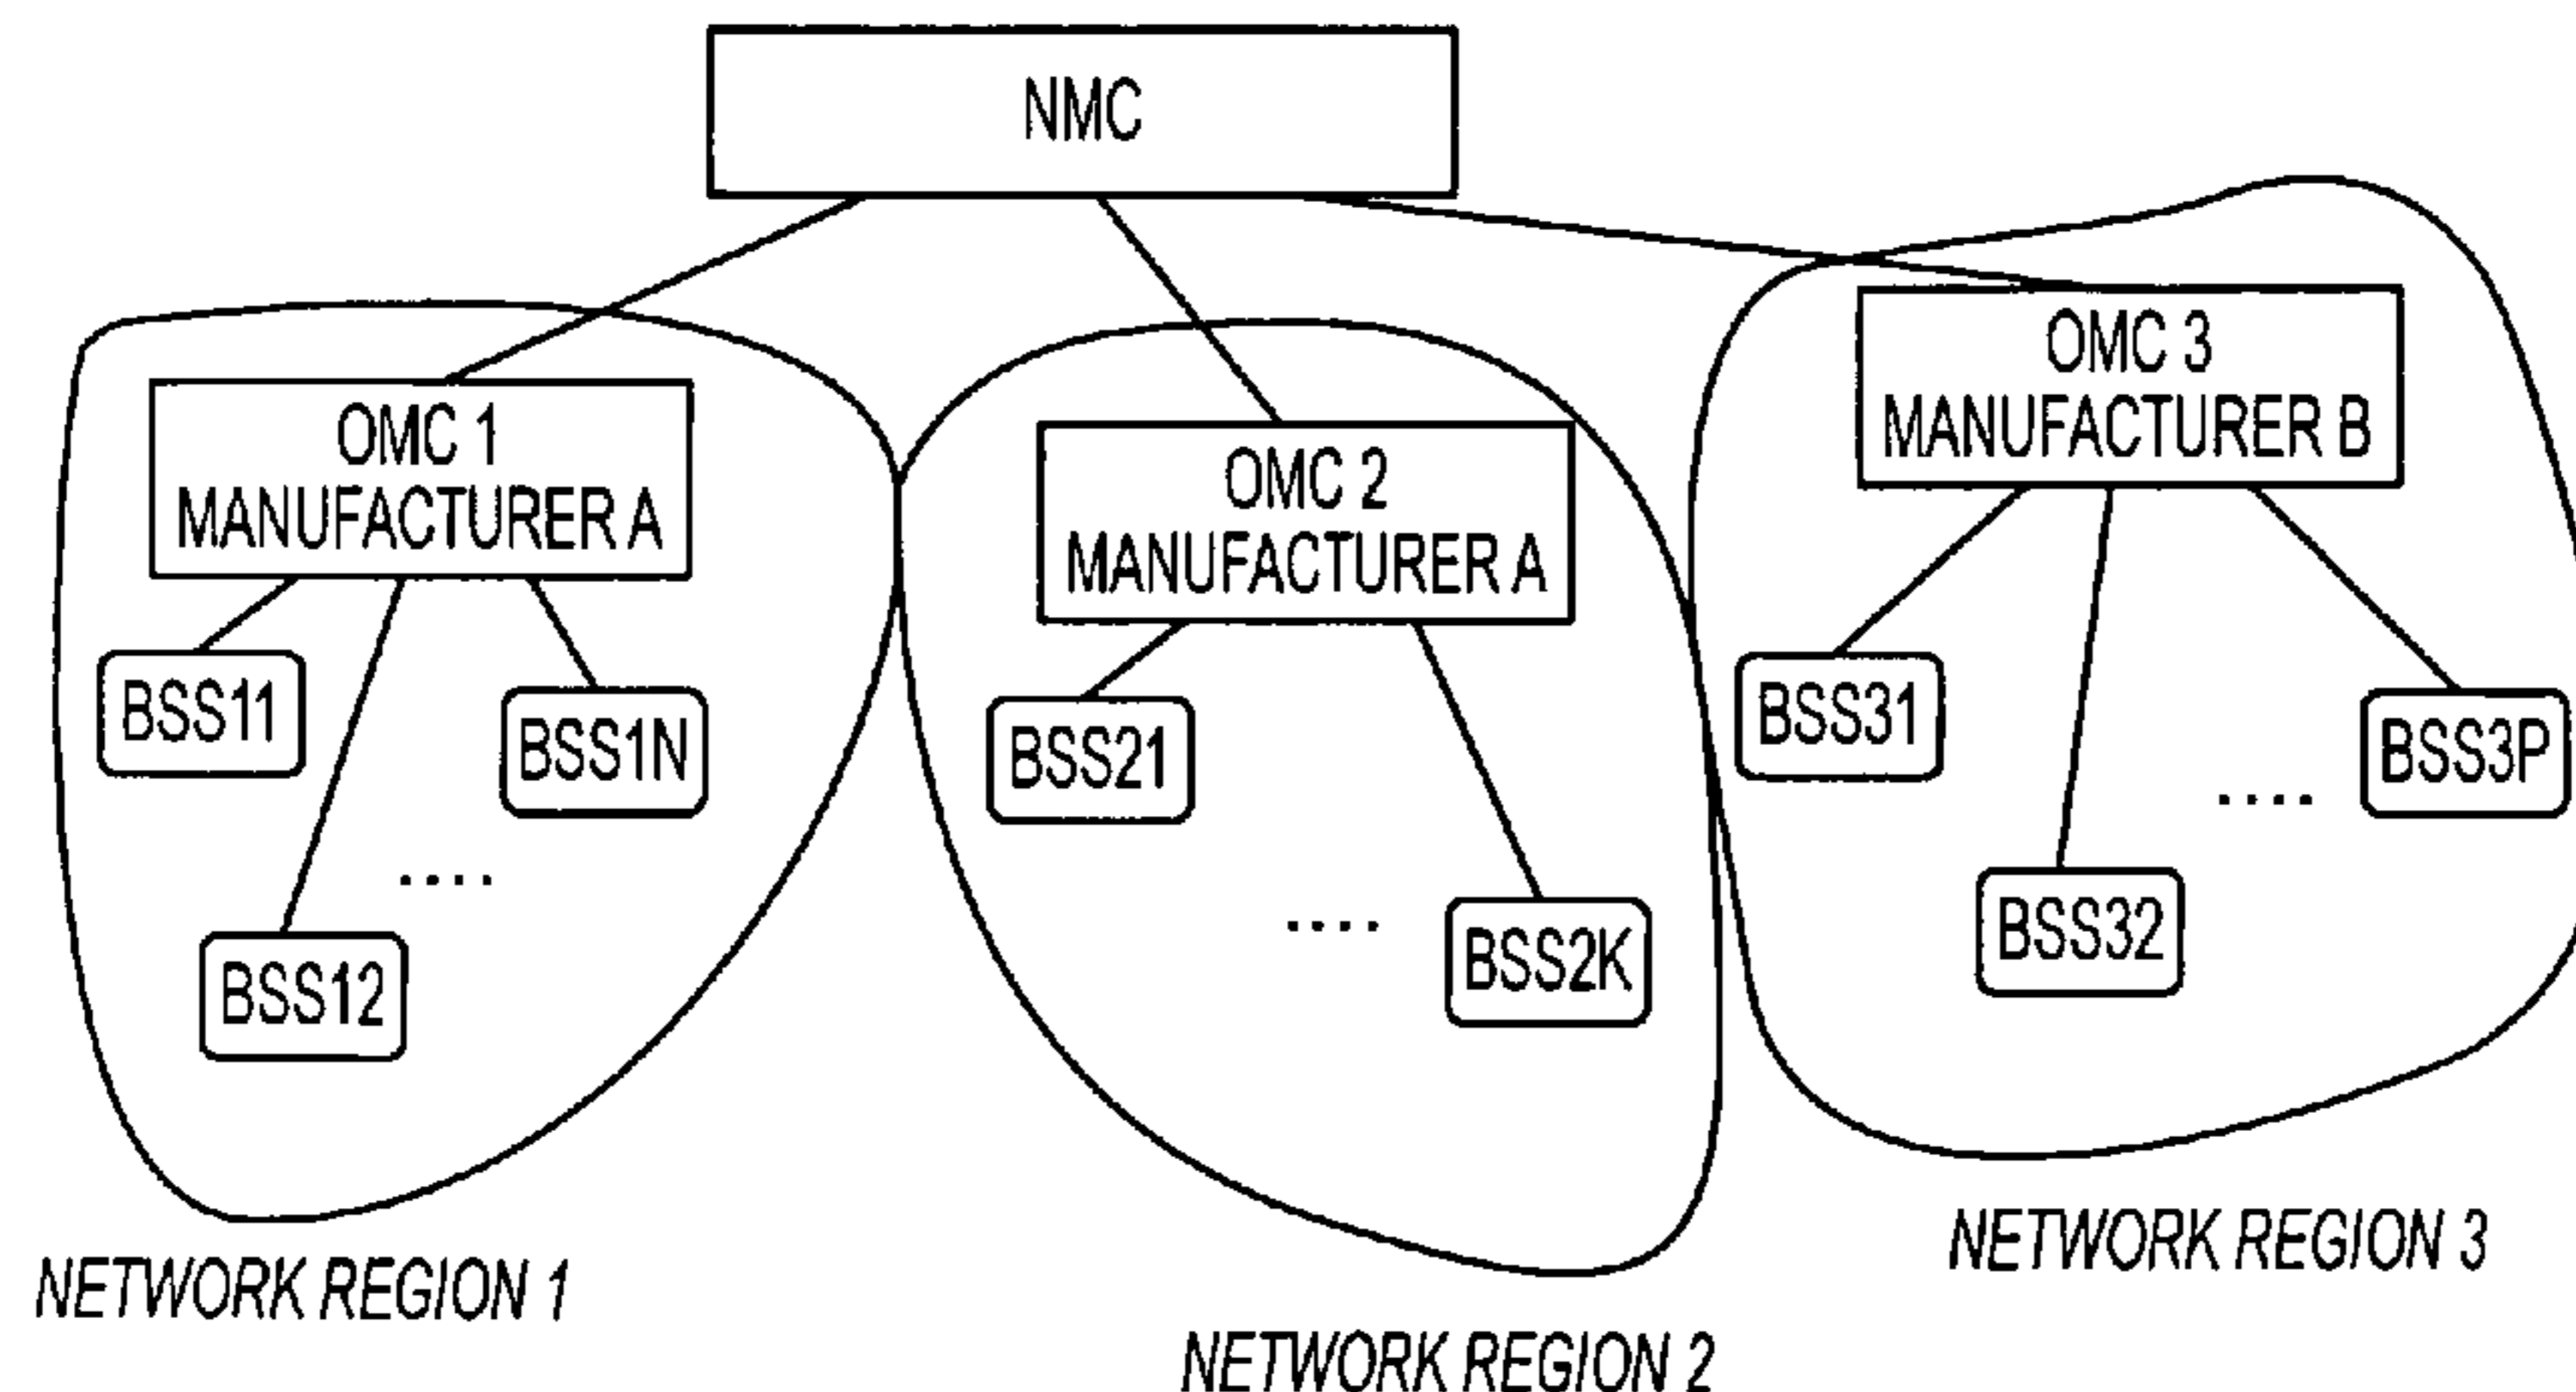 NMC
OMC 1
MANUFACTURER A
BSS11
BSS12
....
BSS1N
NETWORK REGION 1
OMC 2
MANUFACTURER A
BSS21
....
BSS2K
NETWORK REGION 2
OMC 3
MANUFACTURER B
BSS31
BSS32
....
BSS3P
NETWORK REGION 3